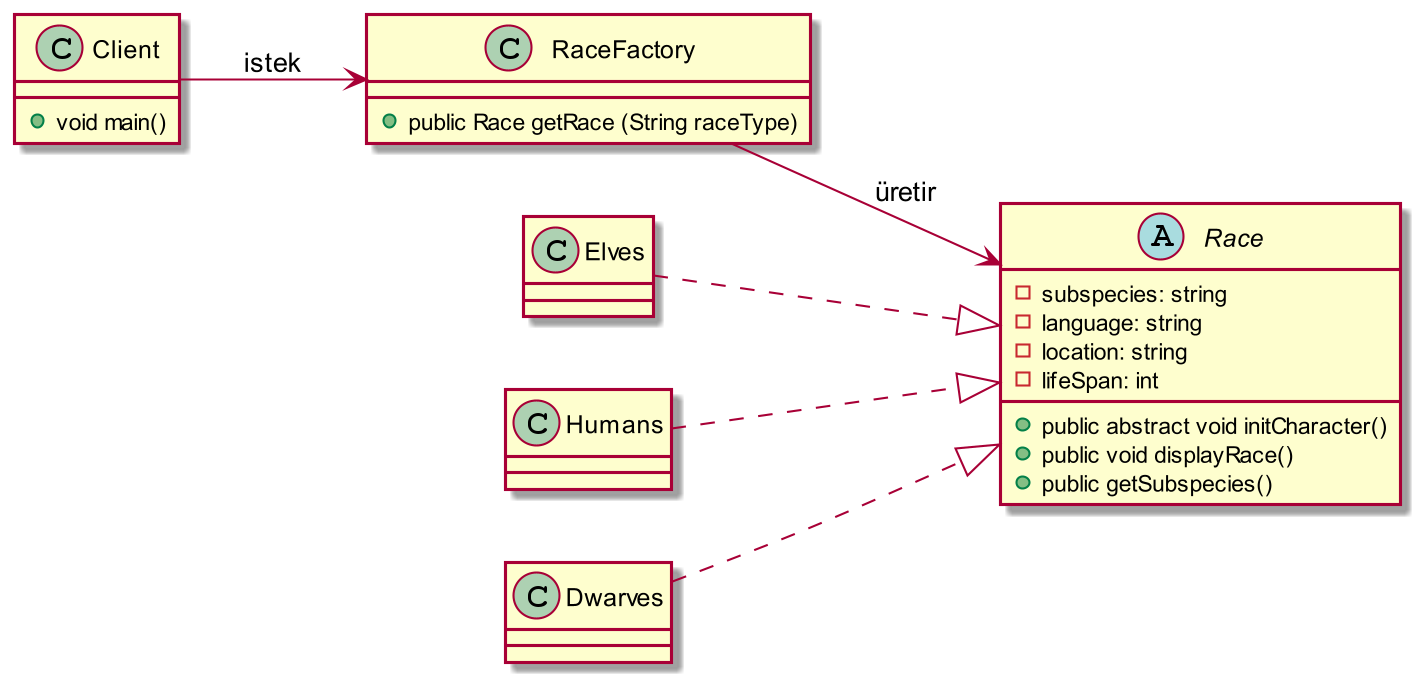 C Client
void main()
istek
C RaceFactory
public Race getRace (String raceType)
üretir
C Elves
C Humans
C Dwarves
A Race
subspecies: string
language: string
location: string
lifeSpan: int
public abstract void initCharacter()
public void displayRace()
public getSubspecies()